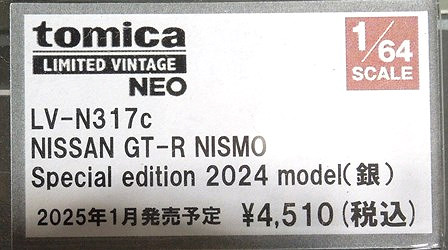 tomica
LIMITED VINTAGE
NEO
1/64
SCALE
LV-N317c
NISSAN GT-R NISMO
Special edition 2024 model(銀)
2025年1月発売予定 ¥4,510(税込)